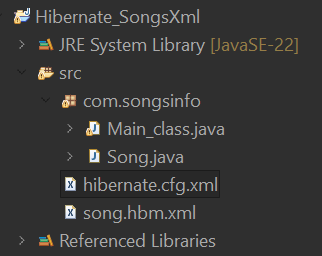 Hibernate_SongsXml
JRE System Library [JavaSE-22]
src
com.songsinfo
Main_class.java
Song.java
hibernate.cfg.xml
song.hbm.xml
Referenced Libraries